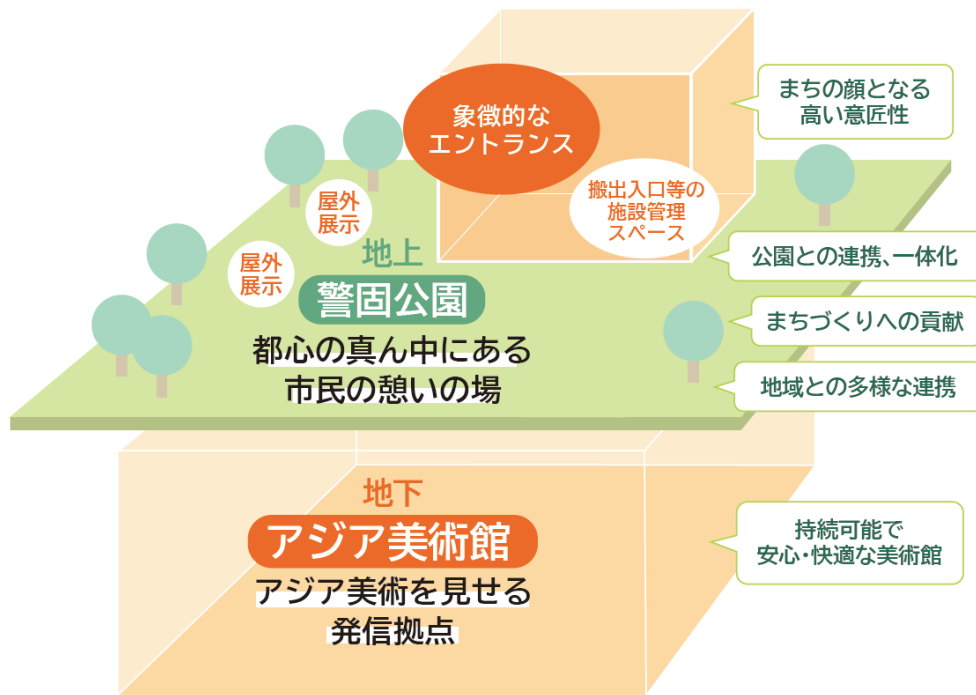 まちの顔となる
高い意匠性
象徴的な
エントランス
搬出入口等の
施設管理
スペース
屋外
展示
屋外
展示
地上
警固公園
都心の真ん中にある
市民の憩いの場
公園との連携、一体化
まちづくりへの貢献
地域との多様な連携
地下
アジア美術館
アジア美術を見せる
発信拠点
持続可能で
安心・快適な美術館